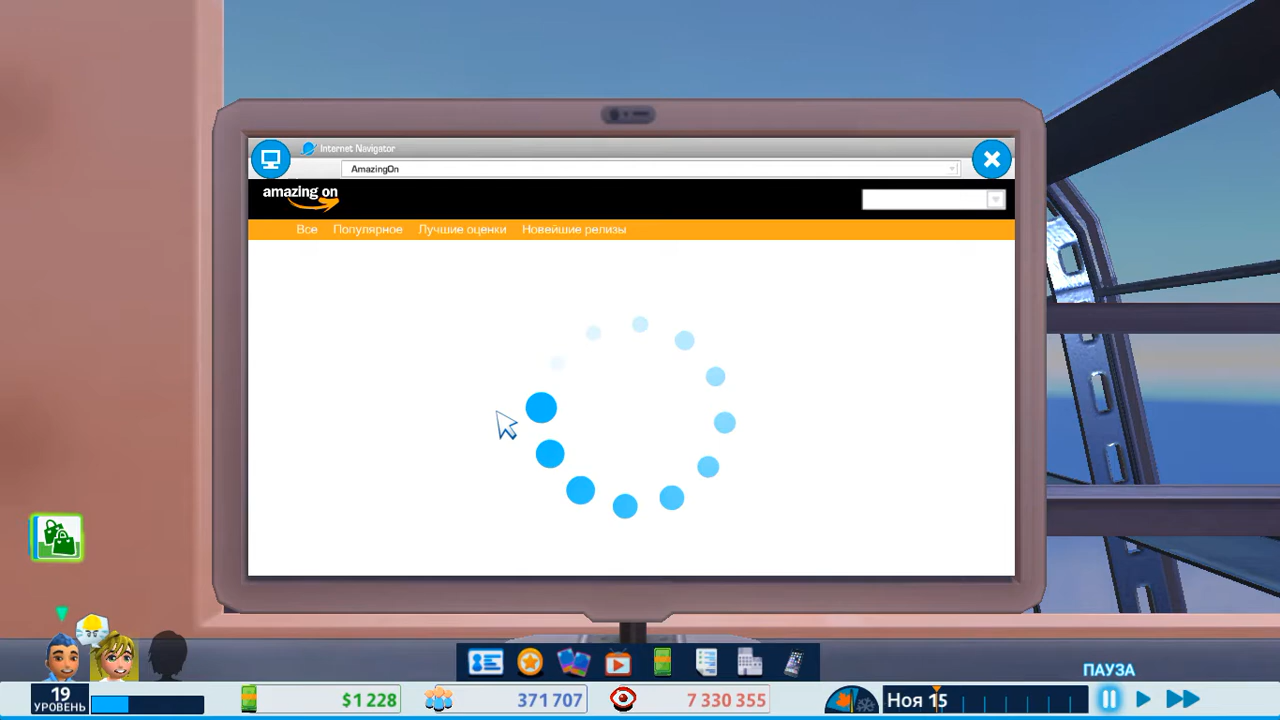 Internet Navigator
AmazingOn
amazing on
Все Популярное Лучшие оценки Новейшие релизы
ПАУЗА
19
УРОВЕНЬ
$1 228
371 707
7 330 355
Ноя 15